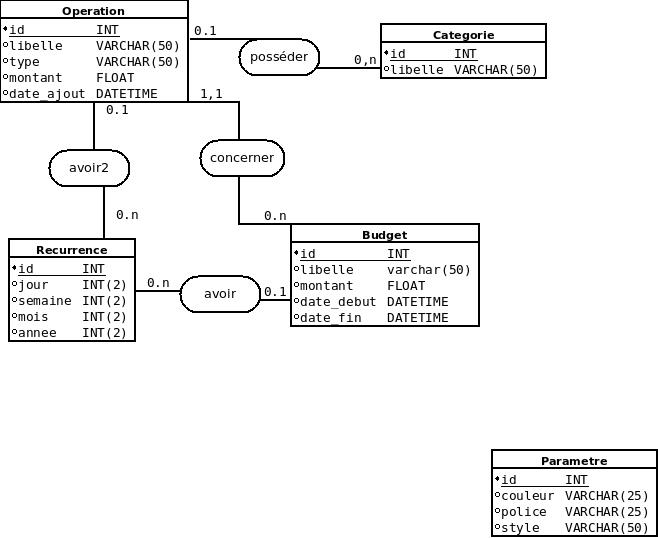 Operation
id INT
libelle VARCHAR(50)
type VARCHAR(50)
montant FLOAT
date_ajout DATETIME
0.1
posséder
0,n
Categorie
id INT
libelle VARCHAR(50)
1,1
0.1
avoir2
concerner
0.n
0.n
Recurrence
id INT
jour INT(2)
semaine INT(2)
mois INT(2)
annee INT(2)
0.n
avoir
0.1
Budget
id INT
libelle varchar(50)
montant FLOAT
date_debut DATETIME
date_fin DATETIME
Parametre
id INT
couleur VARCHAR(25)
police VARCHAR(25)
style VARCHAR(50)